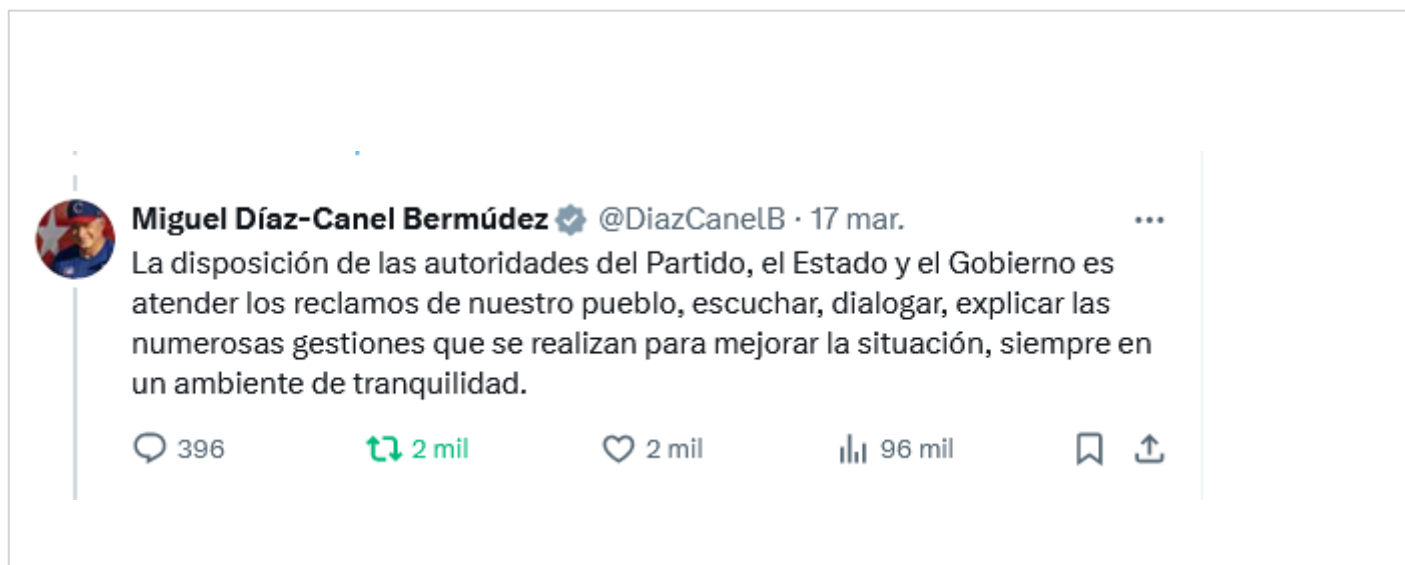 Miguel Díaz-Canel Bermúdez @DiazCanelB · 17 mar.
La disposición de las autoridades del Partido, el Estado y el Gobierno es
atender los reclamos de nuestro pueblo, escuchar, dialogar, explicar las
numerosas gestiones que se realizan para mejorar la situación, siempre en
un ambiente de tranquilidad.
396 2 mil 2 mil 96 mil